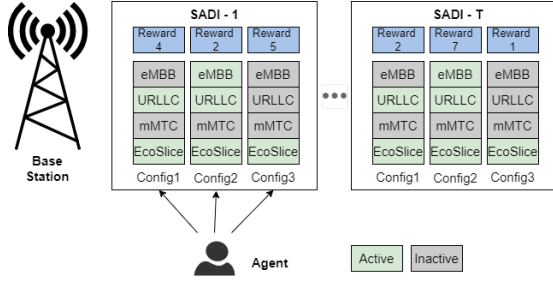 SADI - 1
Reward
4
Reward
2
Reward
5
eMBB
eMBB
eMBB
URLLC
URLLC
URLLC
mMTC
mMTC
mMTC
EcoSlice
EcoSlice
EcoSlice
Config1
Config2
Config3
SADI - T
Reward
2
Reward
7
Reward
1
eMBB
eMBB
eMBB
URLLC
URLLC
URLLC
mMTC
mMTC
mMTC
EcoSlice
EcoSlice
EcoSlice
Config1
Config2
Config3
Base
Station
Agent
Active
Inactive